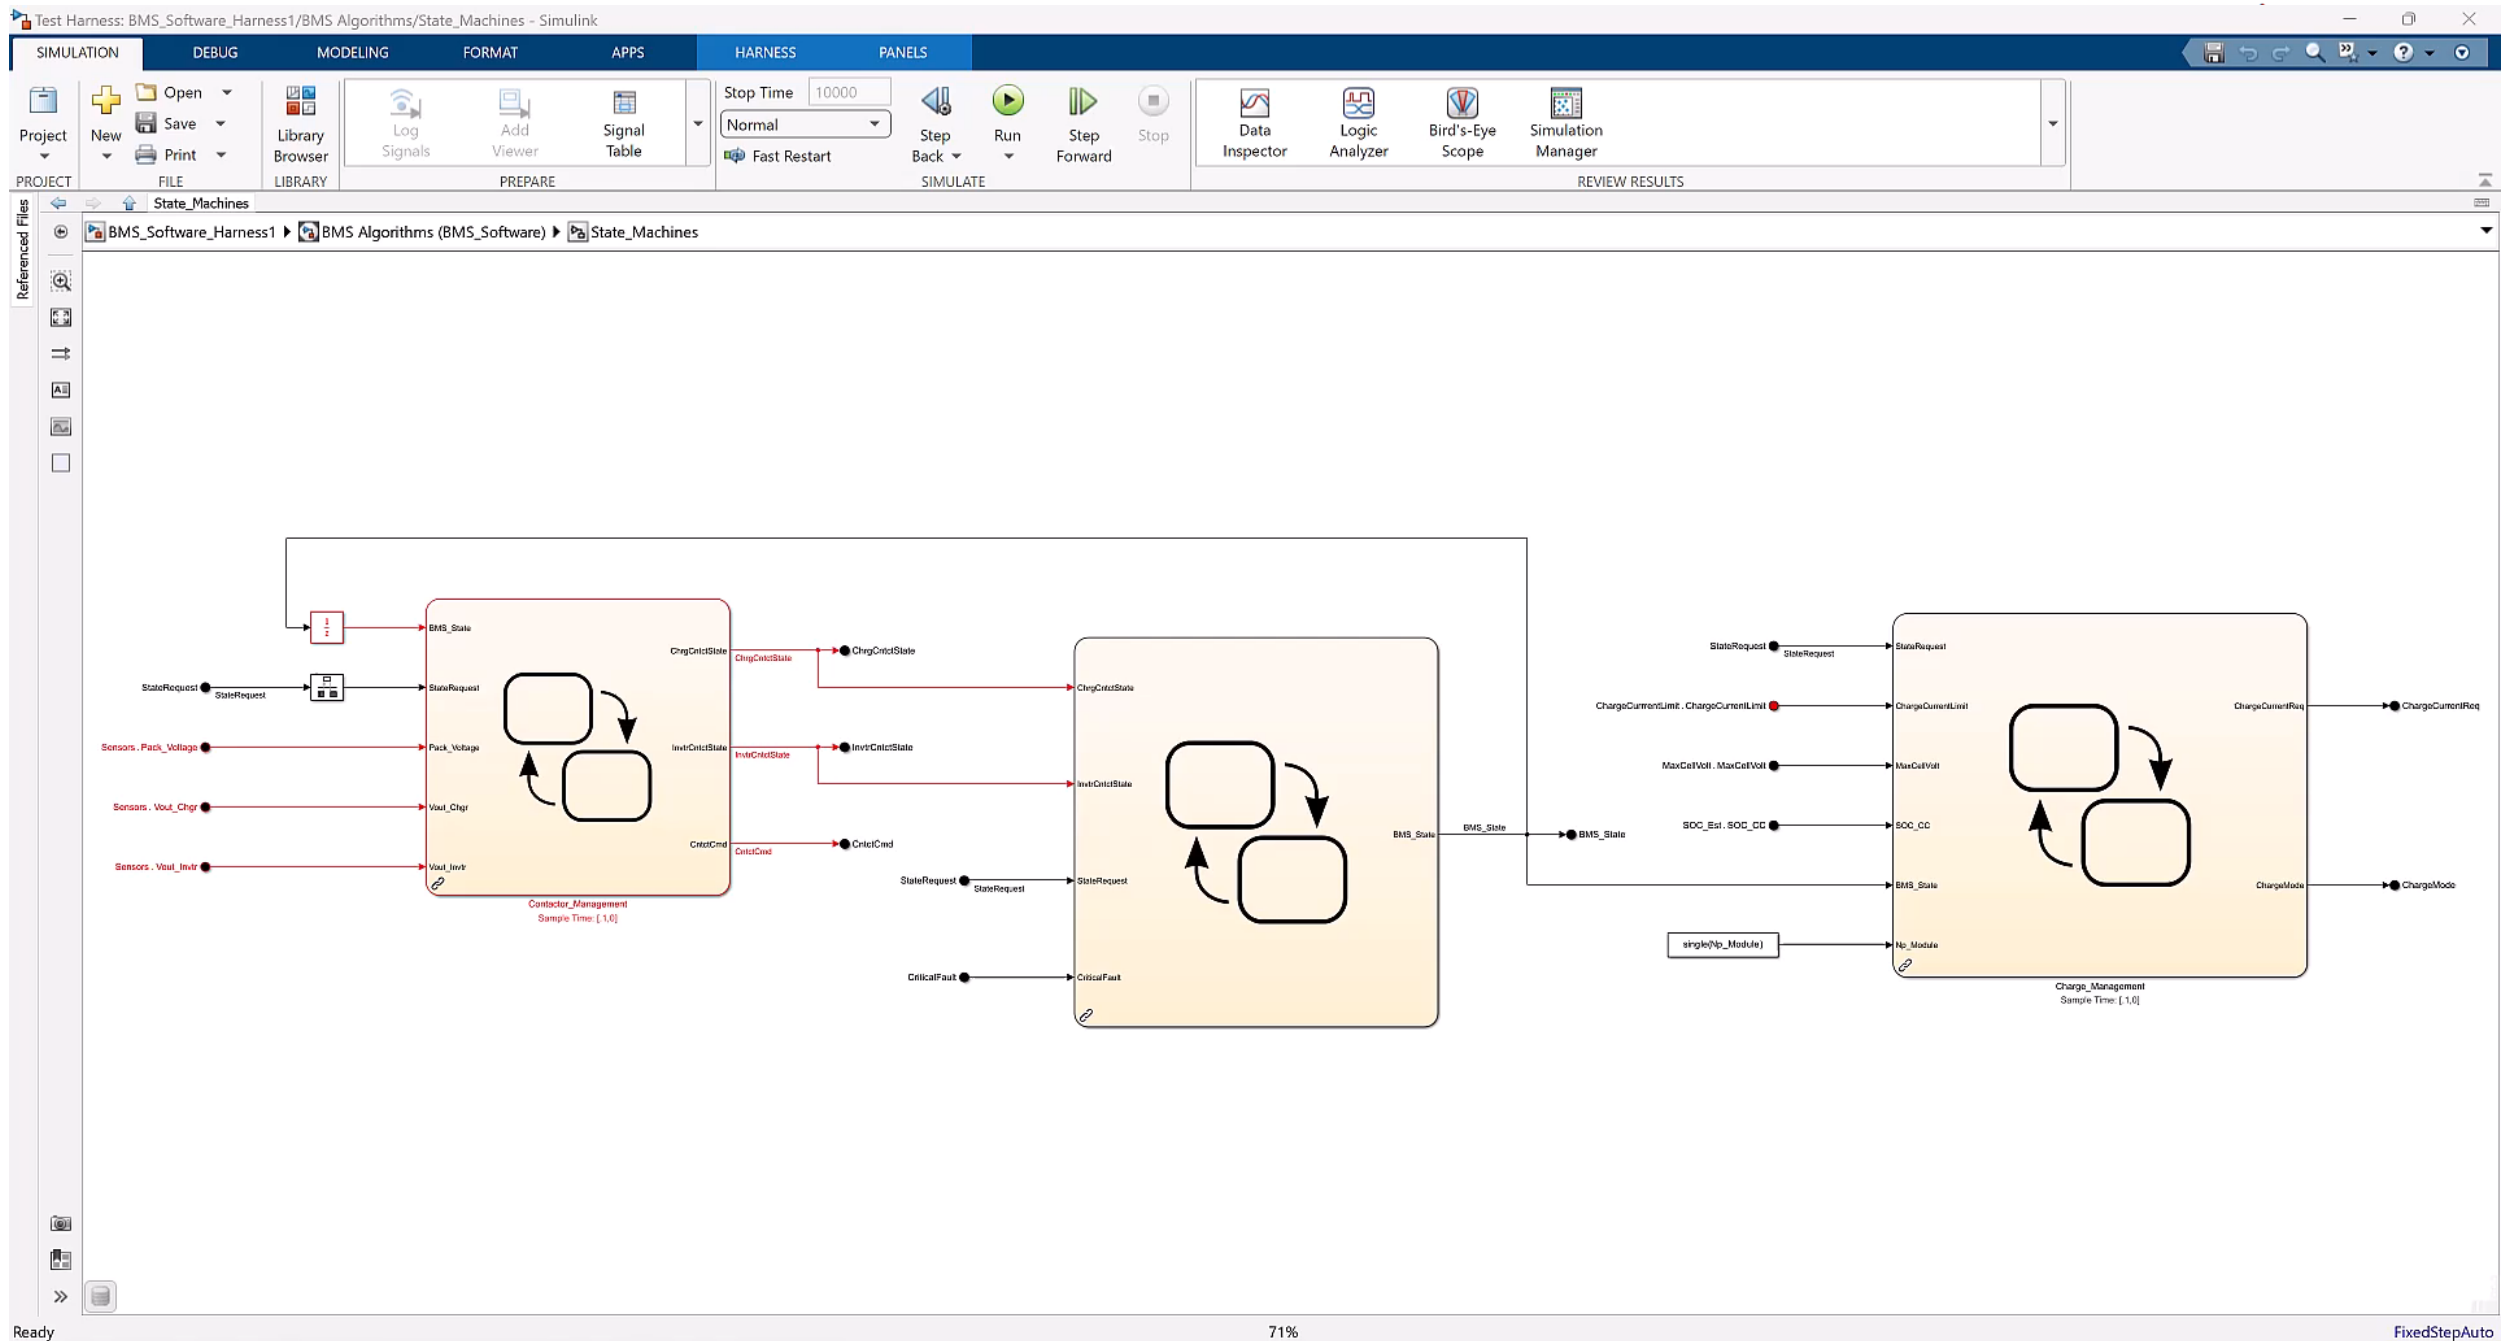 Test Harness: BMS_Software_Harness1/BMS Algorithms/State_Machines - Simulink
SIMULATION DEBUG MODELING FORMAT APPS HARNESS PANELS
Project
New
Open
Save
Print
Library Browser
Log Signals
Add Viewer
Signal Table
Stop Time 10000
Normal
Fast Restart
Step Back
Run
Step Forward
Stop
Data Inspector
Logic Analyzer
Bird's-Eye Scope
Simulation Manager
PROJECT FILE LIBRARY PREPARE SIMULATE REVIEW RESULTS
Referenced Files
State_Machines
BMS_Software_Harness1 BMS Algorithms (BMS_Software) State_Machines
BMS_State
StateRequest
StateRequest
StateRequest
Sensors . Pack_Voltage
Pack_Voltage
Sensors . Vout_Chgr
Vout_Chgr
Sensors . Vout_Invtr
Vout_Invtr
ChrgCntctState
ChrgCntctState
ChrgCntctState
InvtrCntctState
InvtrCntctState
InvtrCntctState
CntctCmd
CntctCmd
CntctCmd
Contactor_Management
Sample Time: [.1,0]
ChrgCntctState
InvtrCntctState
StateRequest
StateRequest
StateRequest
CriticalFault
CriticalFault
BMS_State
BMS_State
BMS_State
StateRequest
StateRequest
StateRequest
ChargeCurrrentLimit . ChargeCurrentLimit
ChargeCurrentLimit
MaxCellVolt . MaxCellVolt
MaxCellVolt
SOC_Est . SOC_CC
SOC_CC
BMS_State
single(Np_Module)
Np_Module
ChargeCurrentReq
ChargeCurrentReq
ChargeMode
ChargeMode
Charge_Management
Sample Time: [.1,0]
Ready
71%
FixedStepAuto